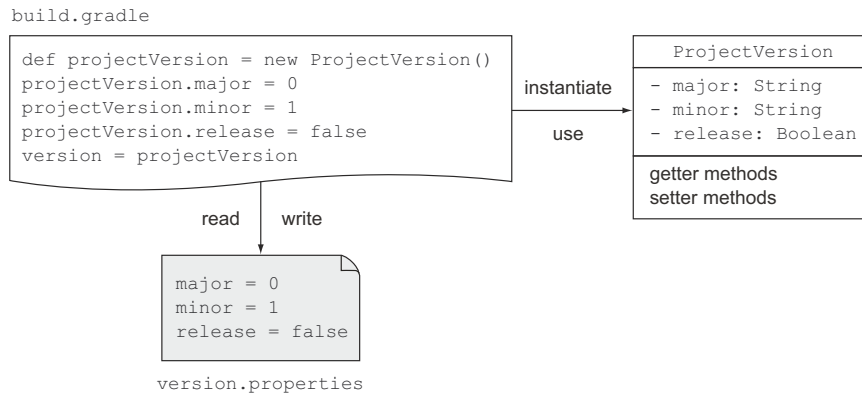 build.gradle
def projectVersion = new ProjectVersion()
projectVersion.major = 0
projectVersion.minor = 1
projectVersion.release = false
version = projectVersion
instantiate
use
ProjectVersion
- major: String
- minor: String
- release: Boolean
getter methods
setter methods
read write
major = 0
minor = 1
release = false
version.properties